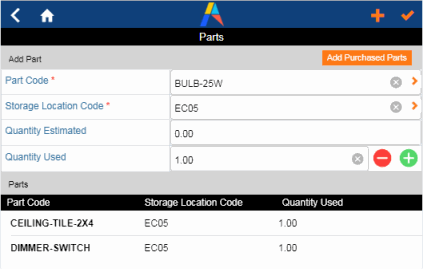 Parts
Add Part Add Purchased Parts
Part Code * BULB-25W
Storage Location Code * EC05
Quantity Estimated 0.00
Quantity Used 1.00
Parts
Part Code Storage Location Code Quantity Used
CEILING-TILE-2X4 EC05 1.00
DIMMER-SWITCH EC05 1.00